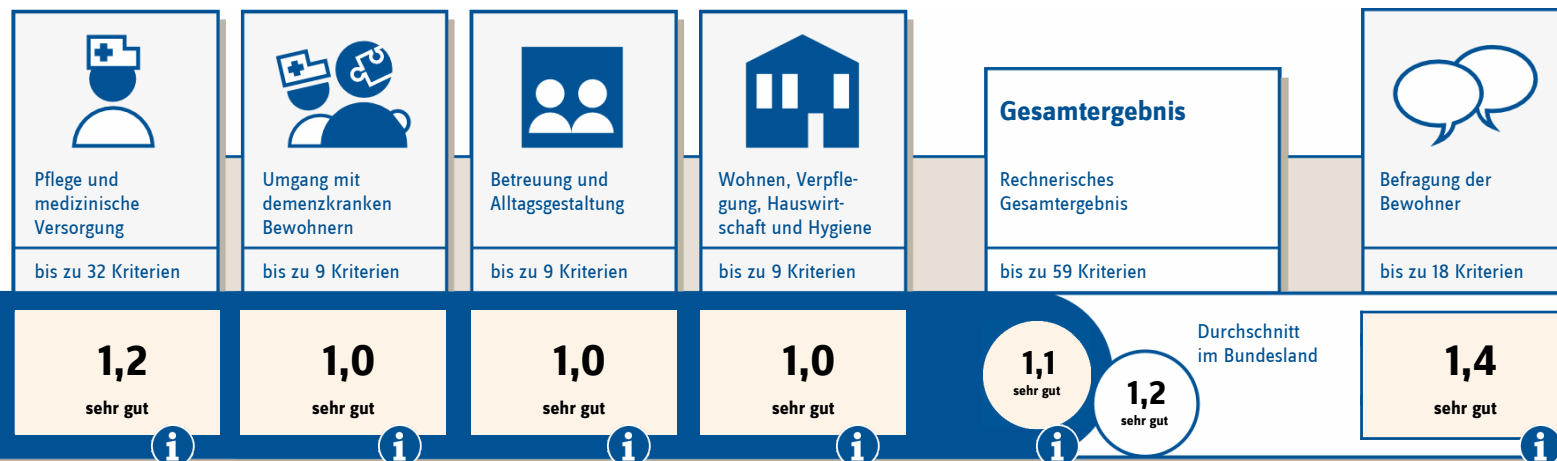 Pflege und
medizinische
Versorgung
bis zu 32 Kriterien
1,2
sehr gut
i
Umgang mit
demenzkranken
Bewohnern
bis zu 9 Kriterien
1,0
sehr gut
i
Betreuung und
Alltagsgestaltung
bis zu 9 Kriterien
1,0
sehr gut
i
Wohnen, Verpfle-
gung, Hauswirt-
schaft und Hygiene
bis zu 9 Kriterien
1,0
sehr gut
i
Gesamtergebnis
Rechnerisches
Gesamtergebnis
bis zu 59 Kriterien
1,1
sehr gut
i
Durchschnitt
im Bundesland
1,2
sehr gut
Befragung der
Bewohner
bis zu 18 Kriterien
1,4
sehr gut
i